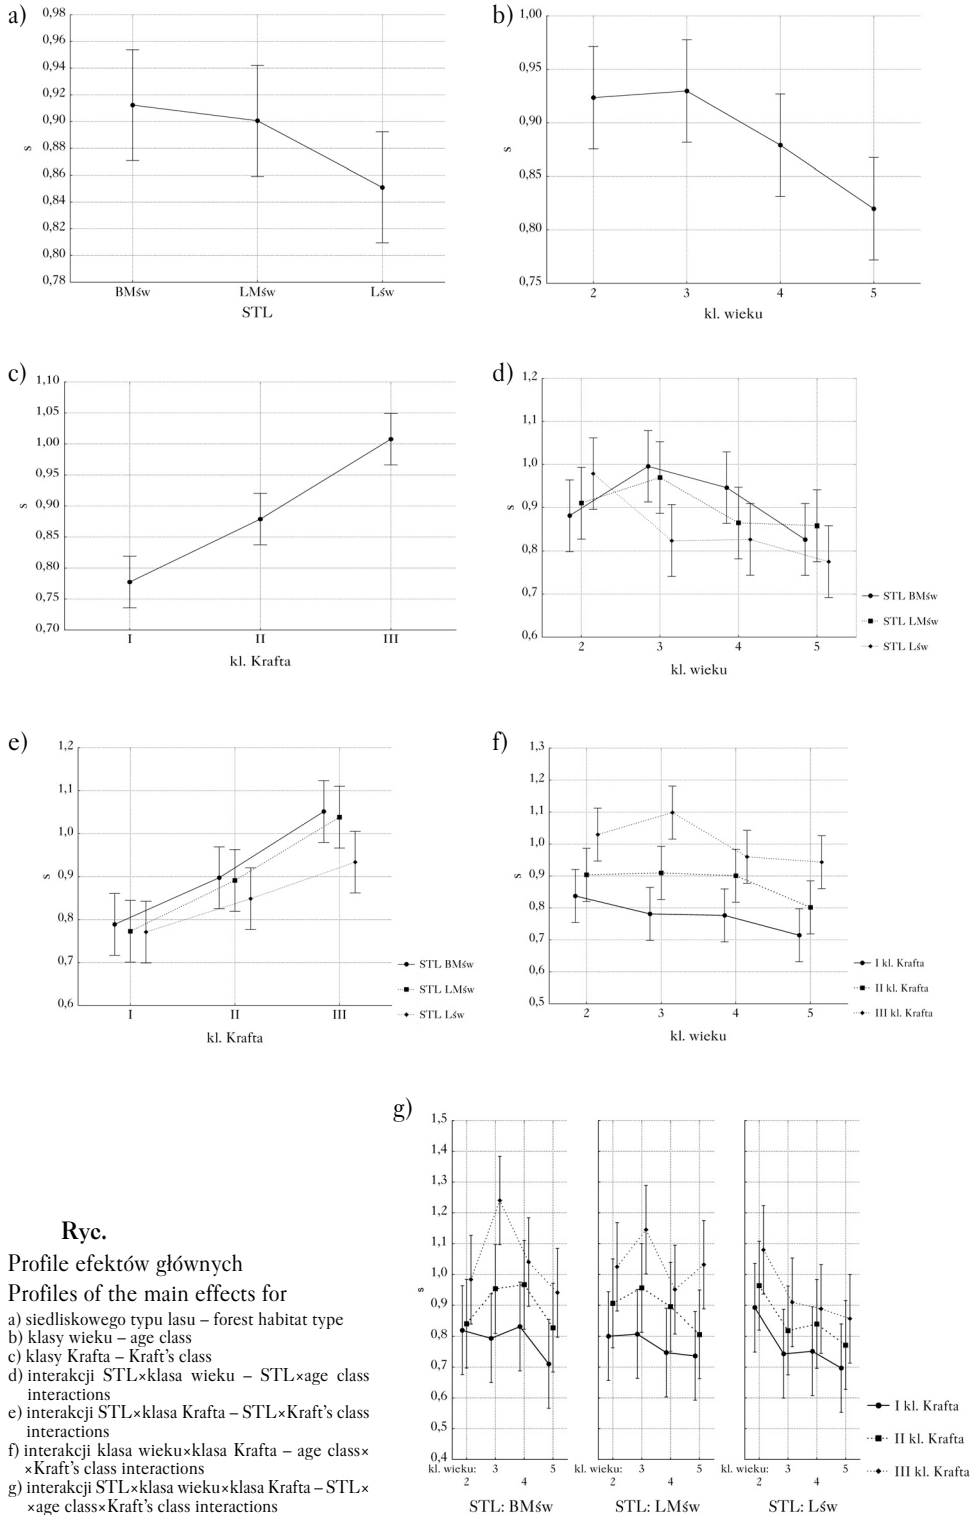 a)
0,98
0,96
0,94
0,92
0,90
0,88
0,86
0,84
0,82
0,80
0,78
s
BMśw LMśw Lśw
STL
b)
1,00
0,95
0,90
0,85
0,80
0,75
s
2 3 4 5
kl. wieku
c)
1,10
1,05
1,00
0,95
0,90
0,85
0,80
0,75
0,70
s
I II III
kl. Krafta
d)
1,2
1,1
1,0
0,9
0,8
0,7
0,6
s
2 3 4 5
kl. wieku
STL BMśw
STL LMśw
STL Lśw
e)
1,2
1,1
1,0
0,9
0,8
0,7
0,6
s
I II III
kl. Krafta
STL BMśw
STL LMśw
STL Lśw
f)
1,3
1,2
1,1
1,0
0,9
0,8
0,7
0,6
0,5
s
2 3 4 5
kl. wieku
I kl. Krafta
II kl. Krafta
III kl. Krafta
g)
1,5
1,4
1,3
1,2
1,1
1,0
0,9
0,8
0,7
0,6
0,5
0,4
s
kl. wieku: 3 5 kl. wieku: 3 5 kl. wieku: 3 5
2 4 2 4 2 4
STL: BMśw STL: LMśw STL: Lśw
I kl. Krafta
II kl. Krafta
III kl. Krafta
Ryc.
Profile efektów głównych
Profiles of the main effects for
a) siedliskowego typu lasu – forest habitat type
b) klasy wieku – age class
c) klasy Krafta – Kraft's class
d) interakcji STL×klasa wieku – STL×age class
interactions
e) interakcji STL×klasa Krafta – STL×Kraft's class
interactions
f) interakcji klasa wieku×klasa Krafta – age class×
×Kraft's class interactions
g) interakcji STL×klasa wieku×klasa Krafta – STL×
×age class×Kraft's class interactions